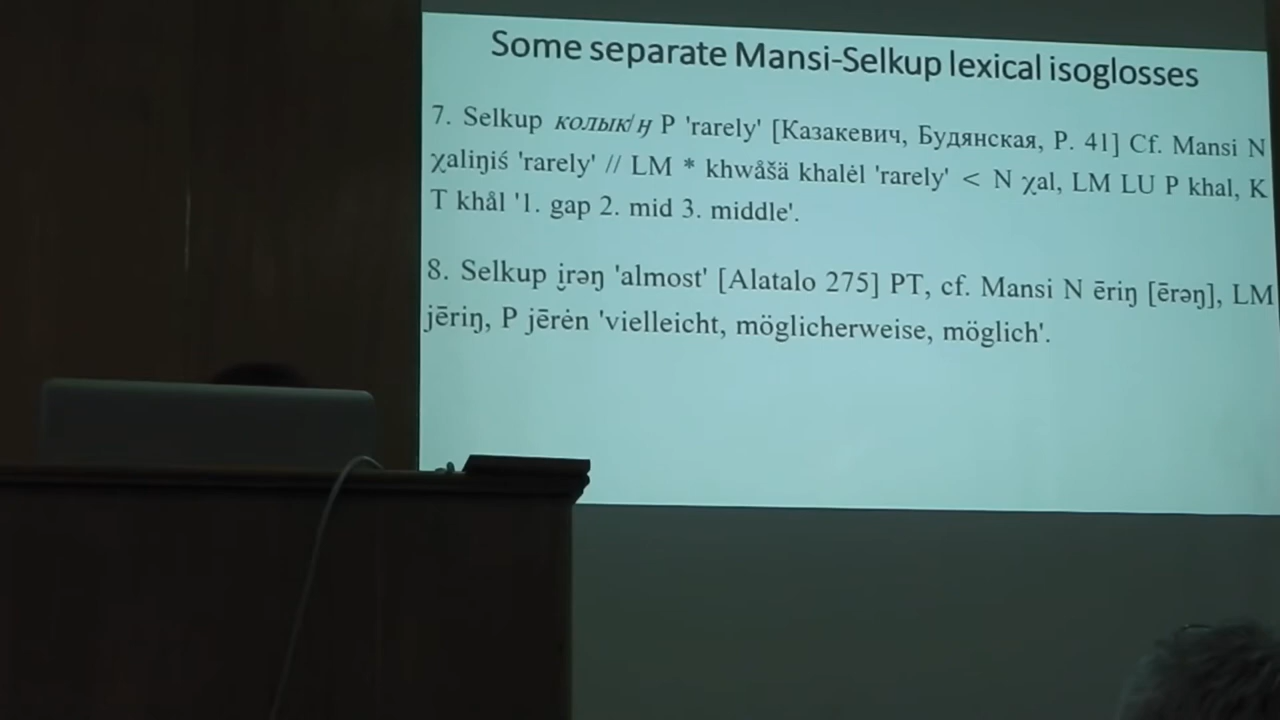 Some separate Mansi-Selkup lexical isoglosses
7. Selkup колык/ӈ P 'rarely' [Казакевич, Будянская, P. 41] Cf. Mansi N
χaliŋiś 'rarely' // LM * khwåšä khalėl 'rarely' < N χal, LM LU P khal, K
T khål '1. gap 2. mid 3. middle'.
8. Selkup i̮rəŋ 'almost' [Alatalo 275] PT, cf. Mansi N ēriŋ [ērəŋ], LM
jēriŋ, P jērėn 'vielleicht, möglicherweise, möglich'.